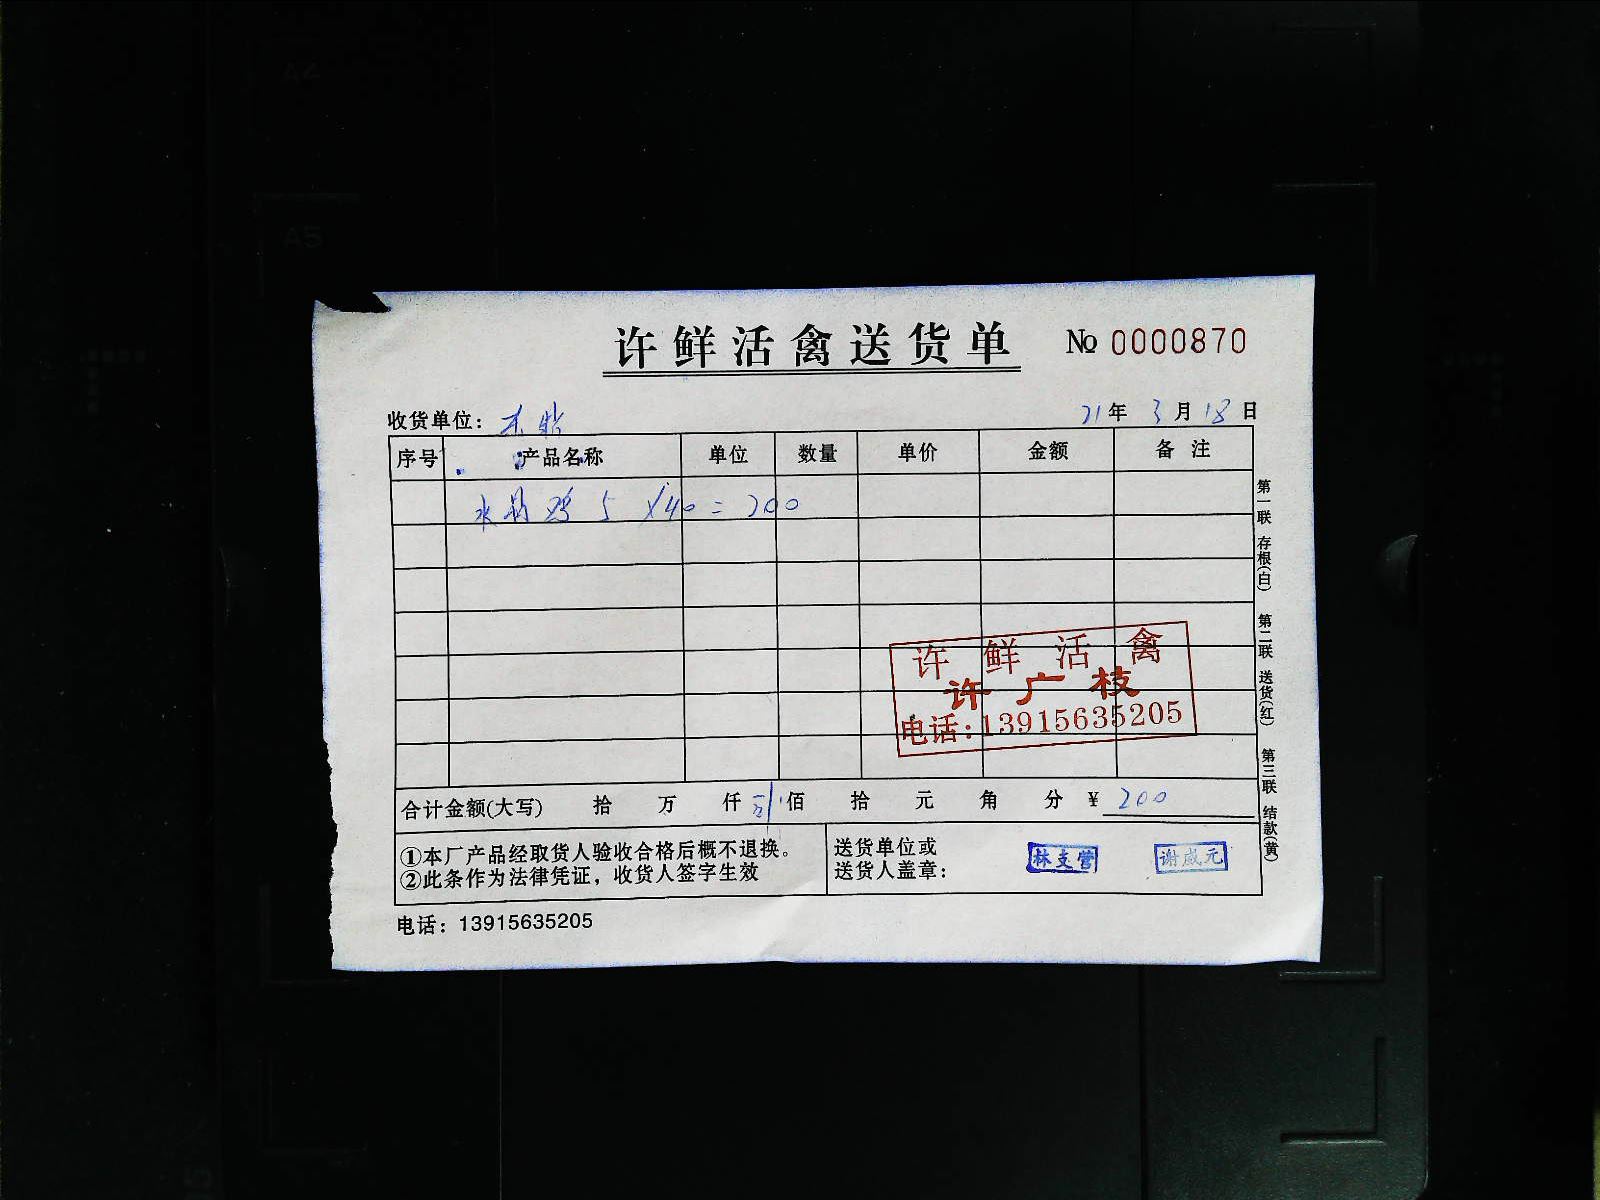 许鲜活禽送货单 № 0000870
收货单位： 21年 3月 18日
序号 产品名称 单位 数量 单价 金额 备注
水晶鸡 5 ×40 = 200
许鲜活禽
许广枝
电话:13915635205
合计金额(大写) 拾 万 仟 佰 拾 元 角 分 ¥ 200
①本厂产品经取货人验收合格后概不退换。
②此条作为法律凭证，收货人签字生效
送货单位或
送货人盖章： 林支营 谢威元
电话：13915635205
第一联 存根(白) 第二联 送货(红) 第三联 结款(黄)
A5